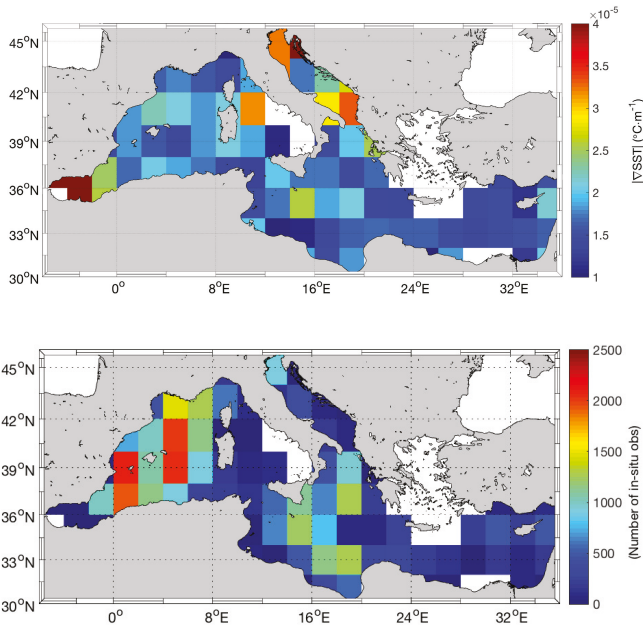 ×10⁻⁵
4
3.5
3
2.5
2
1.5
1
|∇SST| (°C·m⁻¹)
45°N
42°N
39°N
36°N
33°N
30°N
0°
8°E
16°E
24°E
32°E
2500
2000
1500
1000
500
0
(Number of in-situ obs)
45°N
42°N
39°N
36°N
33°N
30°N
0°
8°E
16°E
24°E
32°E